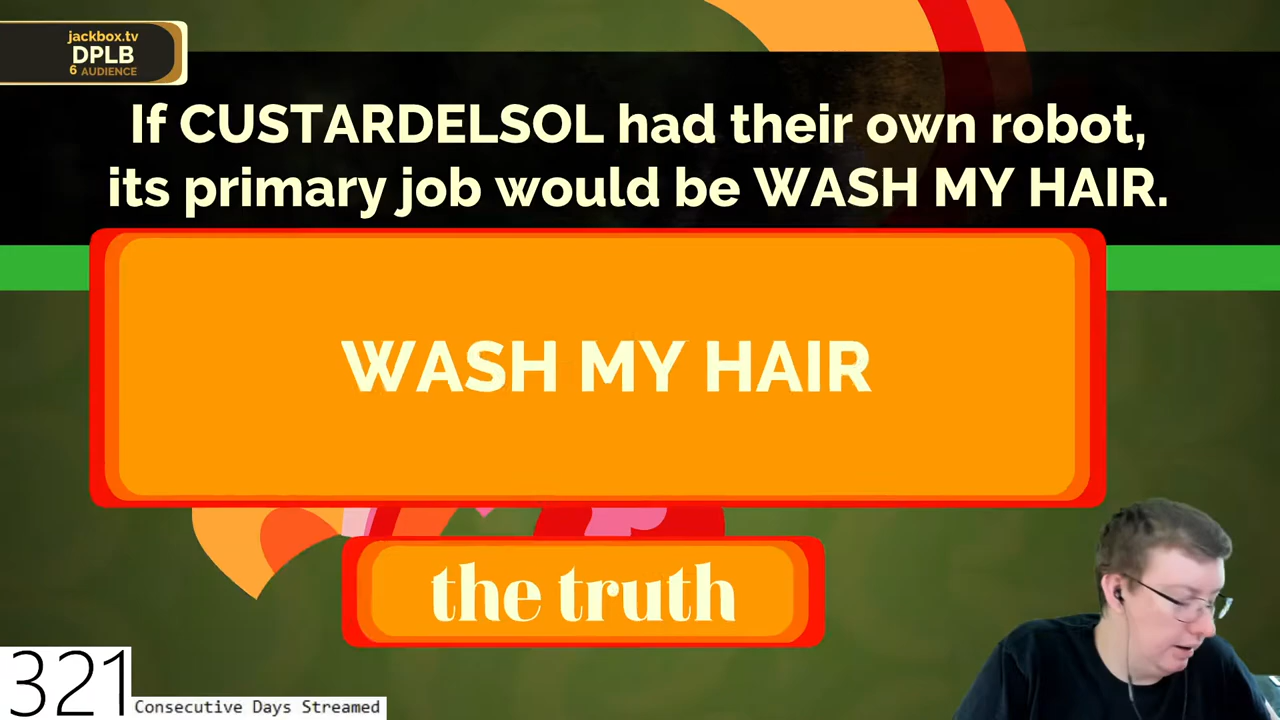 jackbox.tv
DPLB
6 AUDIENCE
If CUSTARDELSOL had their own robot,
its primary job would be WASH MY HAIR.
WASH MY HAIR
the truth
321 Consecutive Days Streamed